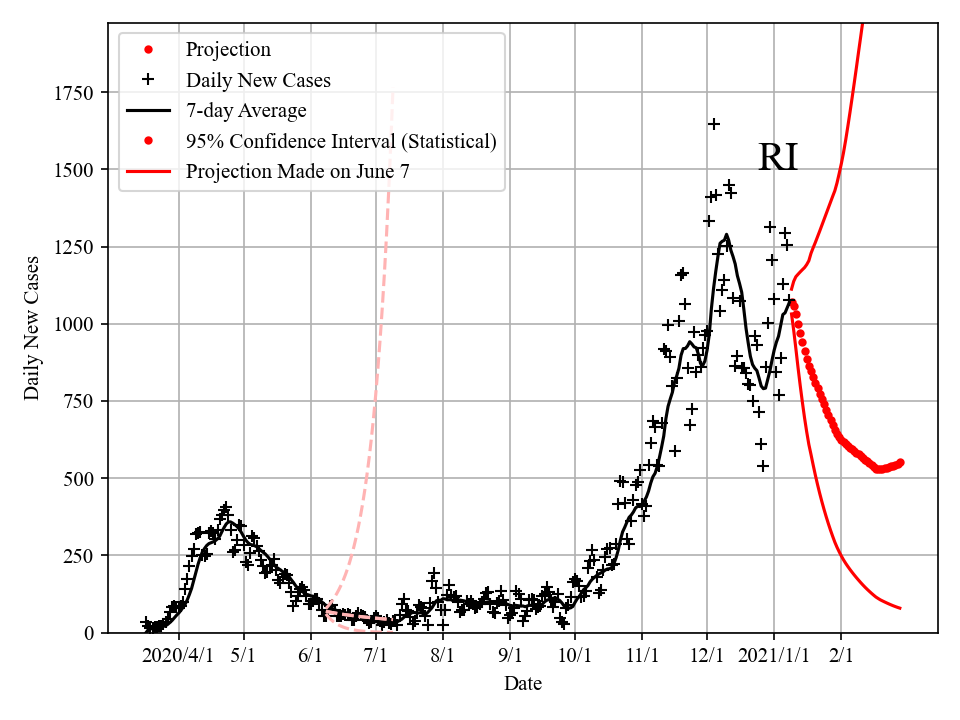 Projection
Daily New Cases
7-day Average
95% Confidence Interval (Statistical)
Projection Made on June 7
RI
Daily New Cases
1750
1500
1250
1000
750
500
250
0
2020/4/1 5/1 6/1 7/1 8/1 9/1 10/1 11/1 12/1 2021/1/1 2/1
Date